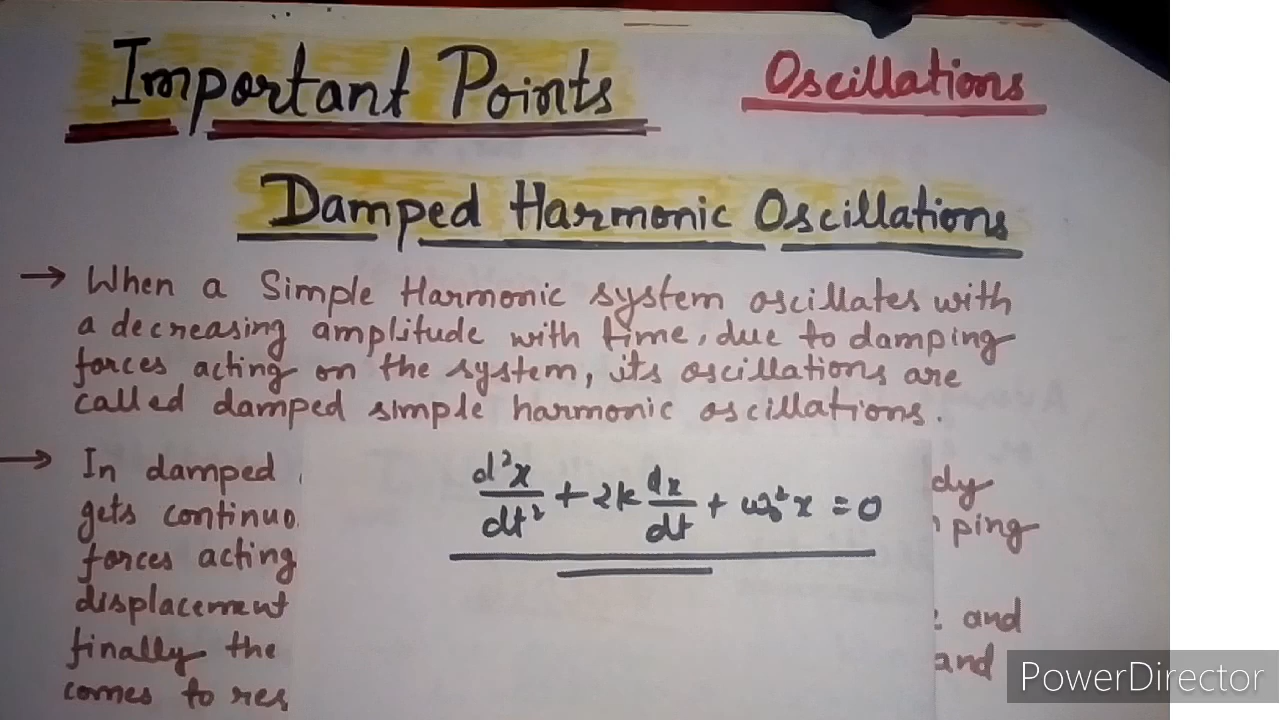 Important Points
Oscillations
Damped Harmonic Oscillations
→ When a Simple Harmonic system oscillates with
a decreasing amplitude with time, due to damping
forces acting on the system, its oscillations are
called damped simple harmonic oscillations.
→ In damped
gets continuo
forces acting
displacement
finally the
comes to res
d²x/dt² + 2k dx/dt + ω₀²x = 0
dy
ping
and
and
PowerDirector